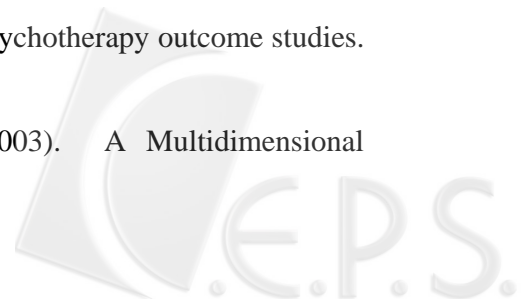 ychotherapy outcome studies.
003). A Multidimensional
C.E.P.S.